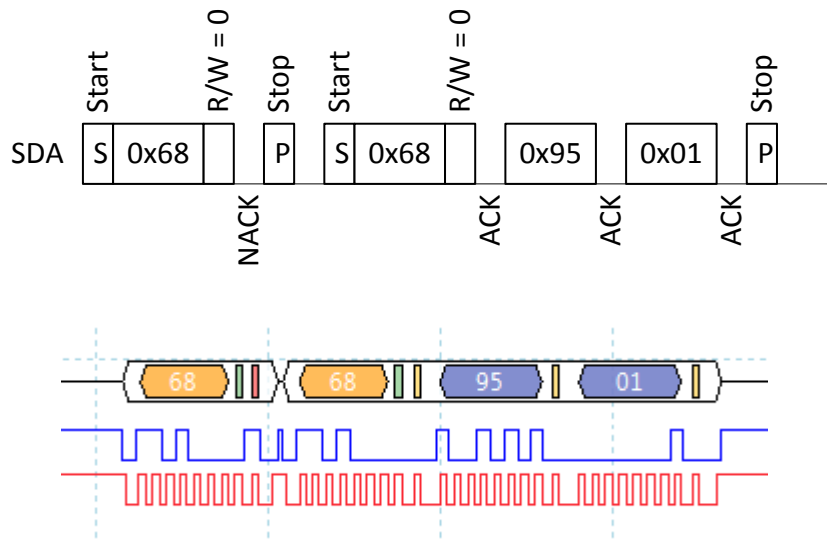 Start
R/W = 0
Stop
Start
R/W = 0
Stop
SDA
S
0x68
P
S
0x68
0x95
0x01
P
NACK
ACK
ACK
ACK
68
68
95
01